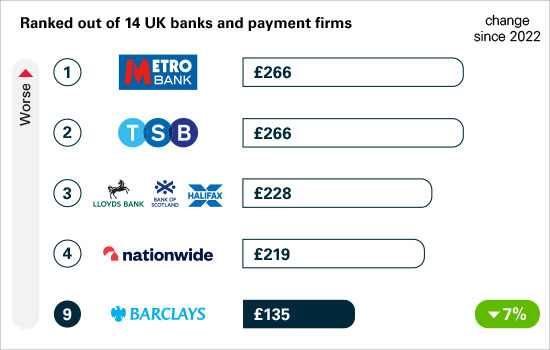 Ranked out of 14 UK banks and payment firms
change
since 2022
Worse
1
METRO
BANK
£266
2
TSB
£266
3
LLOYDS BANK
BANK OF
SCOTLAND
HALIFAX
£228
4
nationwide
£219
9
BARCLAYS
£135
7%